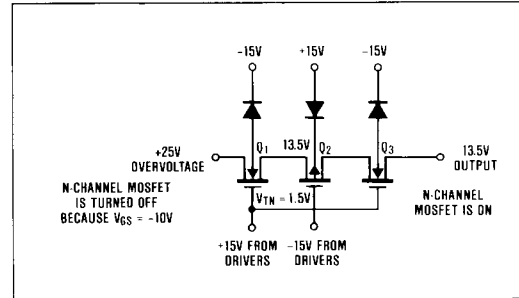 -15V
+15V
-15V
+25V
OVERVOLTAGE
Q1
13.5V
Q2
Q3
13.5V
OUTPUT
N-CHANNEL MOSFET
IS TURNED OFF
BECAUSE VGS = -10V
VTN = 1.5V
N-CHANNEL
MOSFET IS ON
+15V FROM
DRIVERS
-15V FROM
DRIVERS